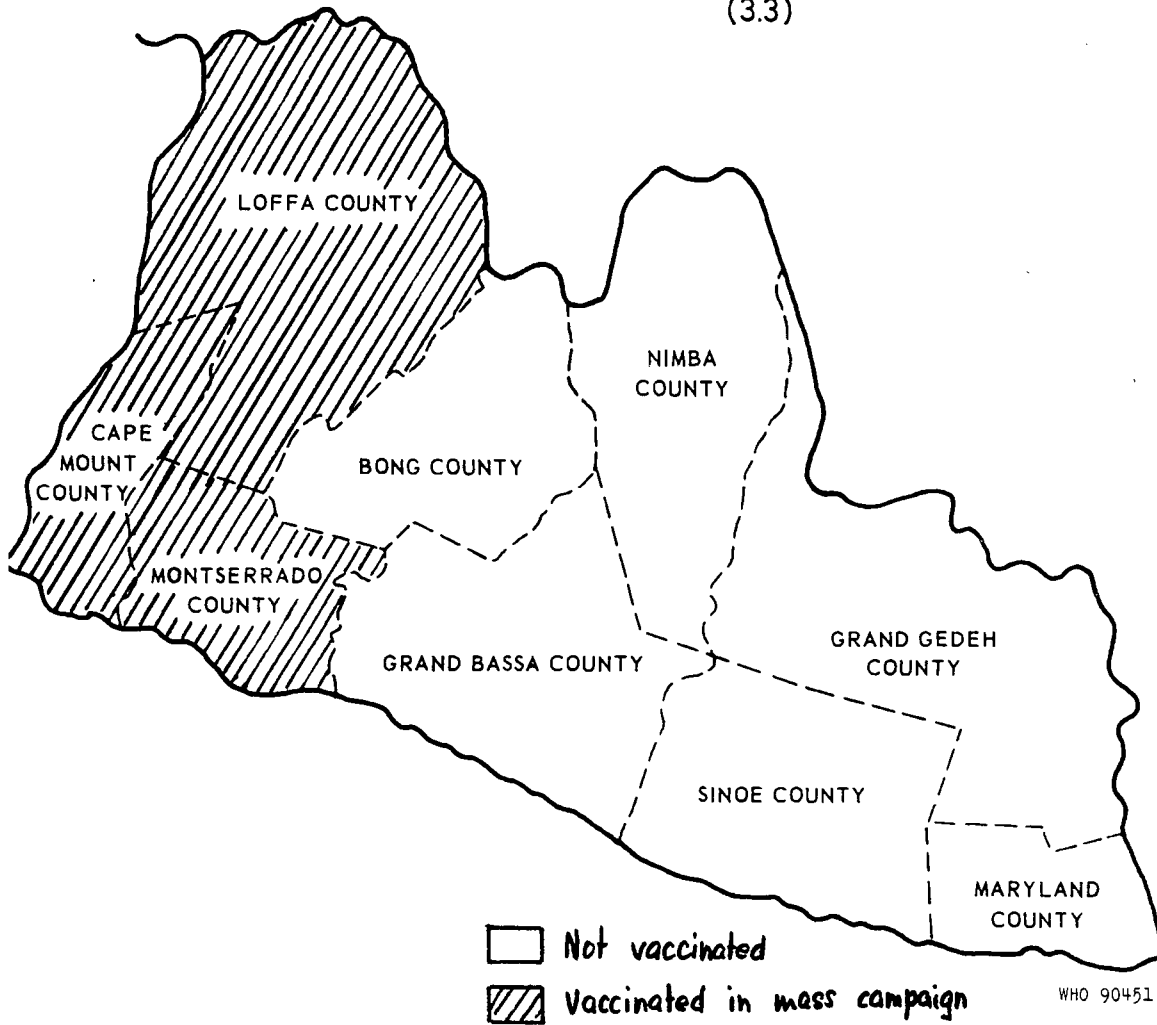 (3.3)
LOFFA COUNTY
NIMBA
COUNTY
CAPE
MOUNT
COUNTY
BONG COUNTY
MONTSERRADO
COUNTY
GRAND BASSA COUNTY
GRAND GEDEH
COUNTY
SINOE COUNTY
MARYLAND
COUNTY
Not vaccinated
Vaccinated in mass campaign
WHO 90451